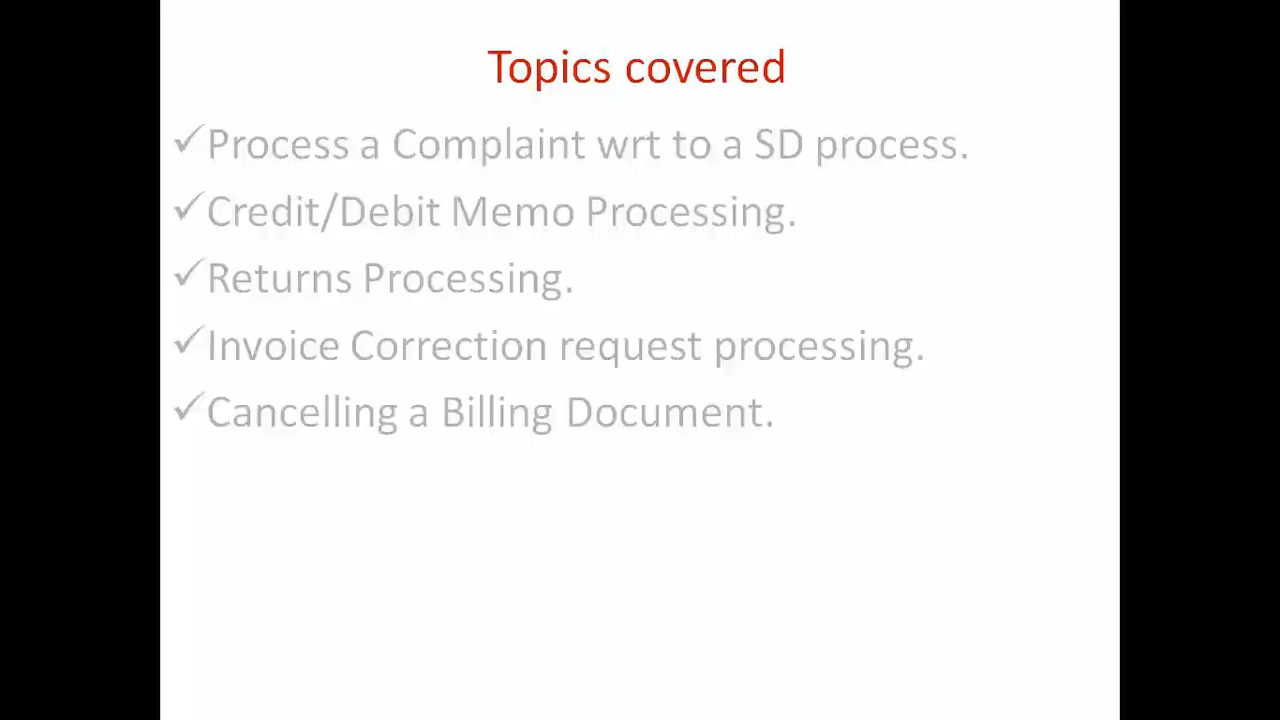 Topics covered
✓Process a Complaint wrt to a SD process.
✓Credit/Debit Memo Processing.
✓Returns Processing.
✓Invoice Correction request processing.
✓Cancelling a Billing Document.